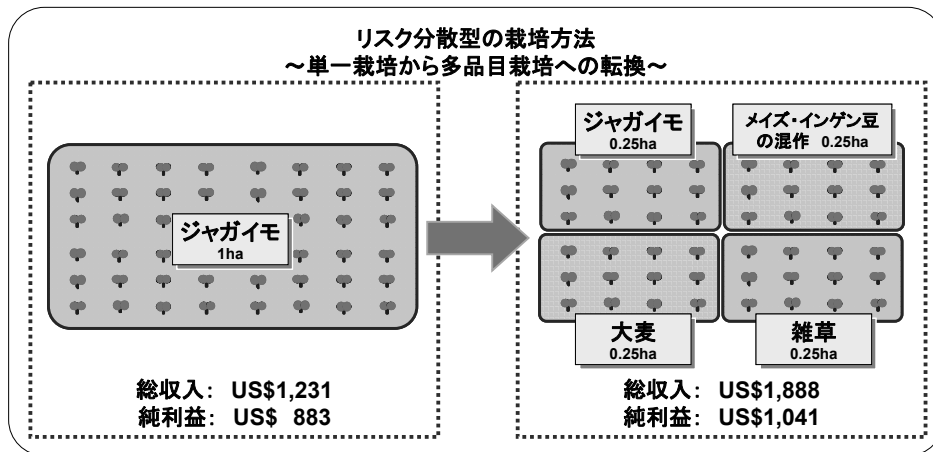 リスク分散型の栽培方法
~単一栽培から多品目栽培への転換~
ジャガイモ
1ha
総収入: US$1,231
純利益: US$ 883
ジャガイモ
0.25ha
メイズ・インゲン豆
の混作 0.25ha
大麦
0.25ha
雑草
0.25ha
総収入: US$1,888
純利益: US$1,041